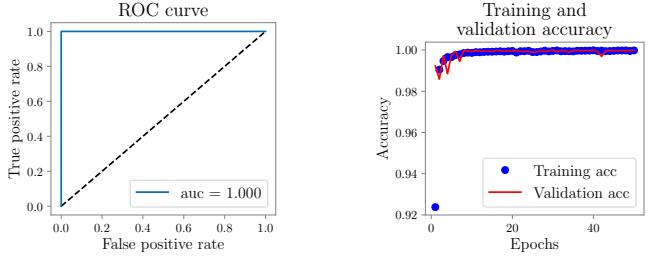 ROC curve
1.0
0.8
0.6
0.4
0.2
0.0
True positive rate
auc = 1.000
0.0 0.2 0.4 0.6 0.8 1.0
False positive rate
Training and
validation accuracy
1.00
0.98
0.96
0.94
0.92
Accuracy
Training acc
Validation acc
0 20 40
Epochs